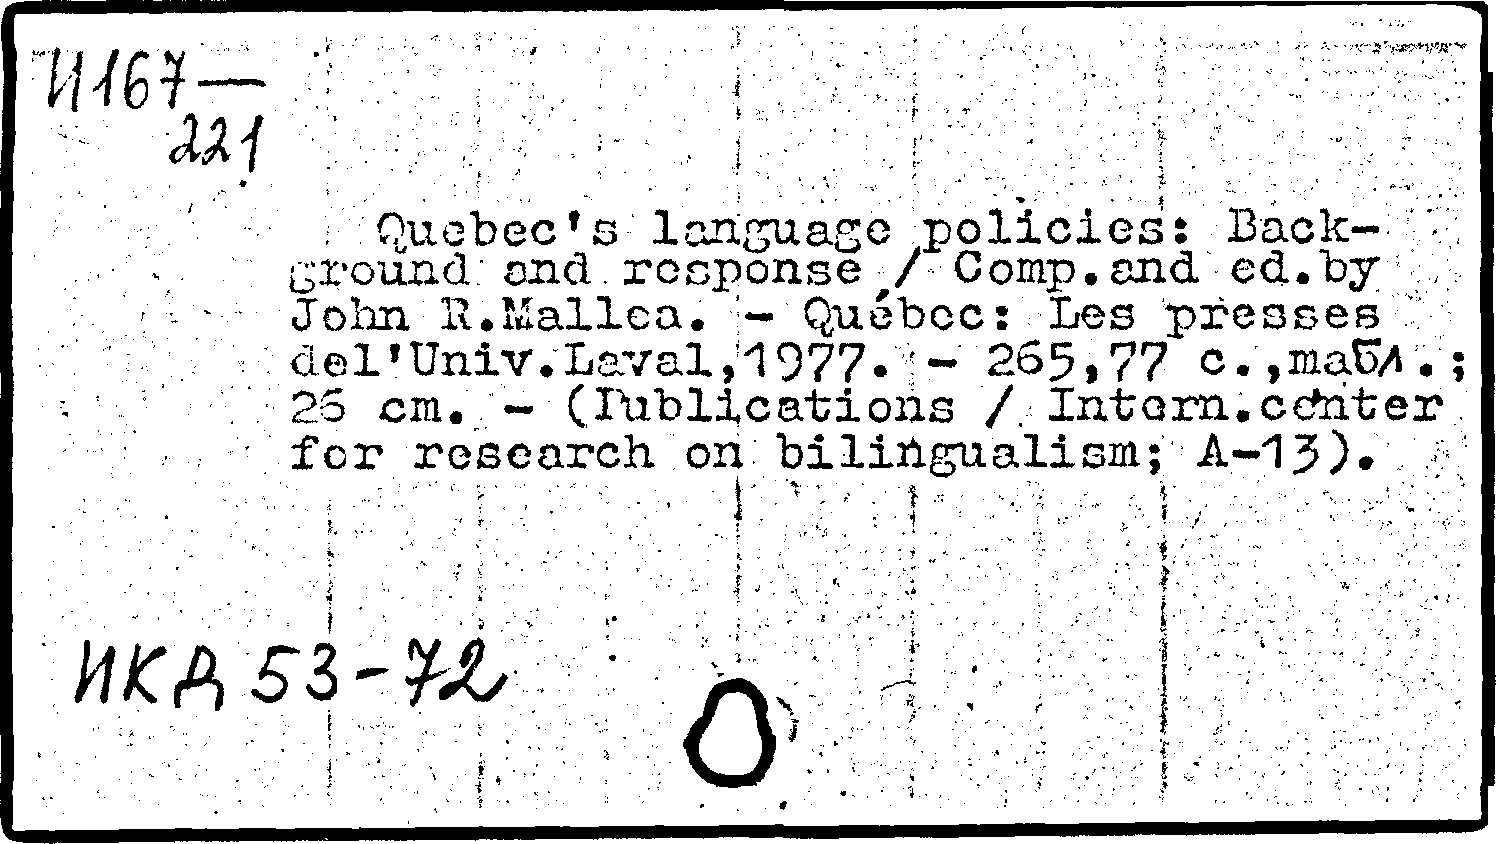 И167—
221
Quebec's language policies: Back-
ground and response / Comp.and ed.by
John R.Mallea. - Québec: Les presses
del'Univ.Laval,1977. - 265,77 с.,табл.;
25 cm. - (Publications / Intern.center
for research on bilingualism; A-13).
ИКД 53-72